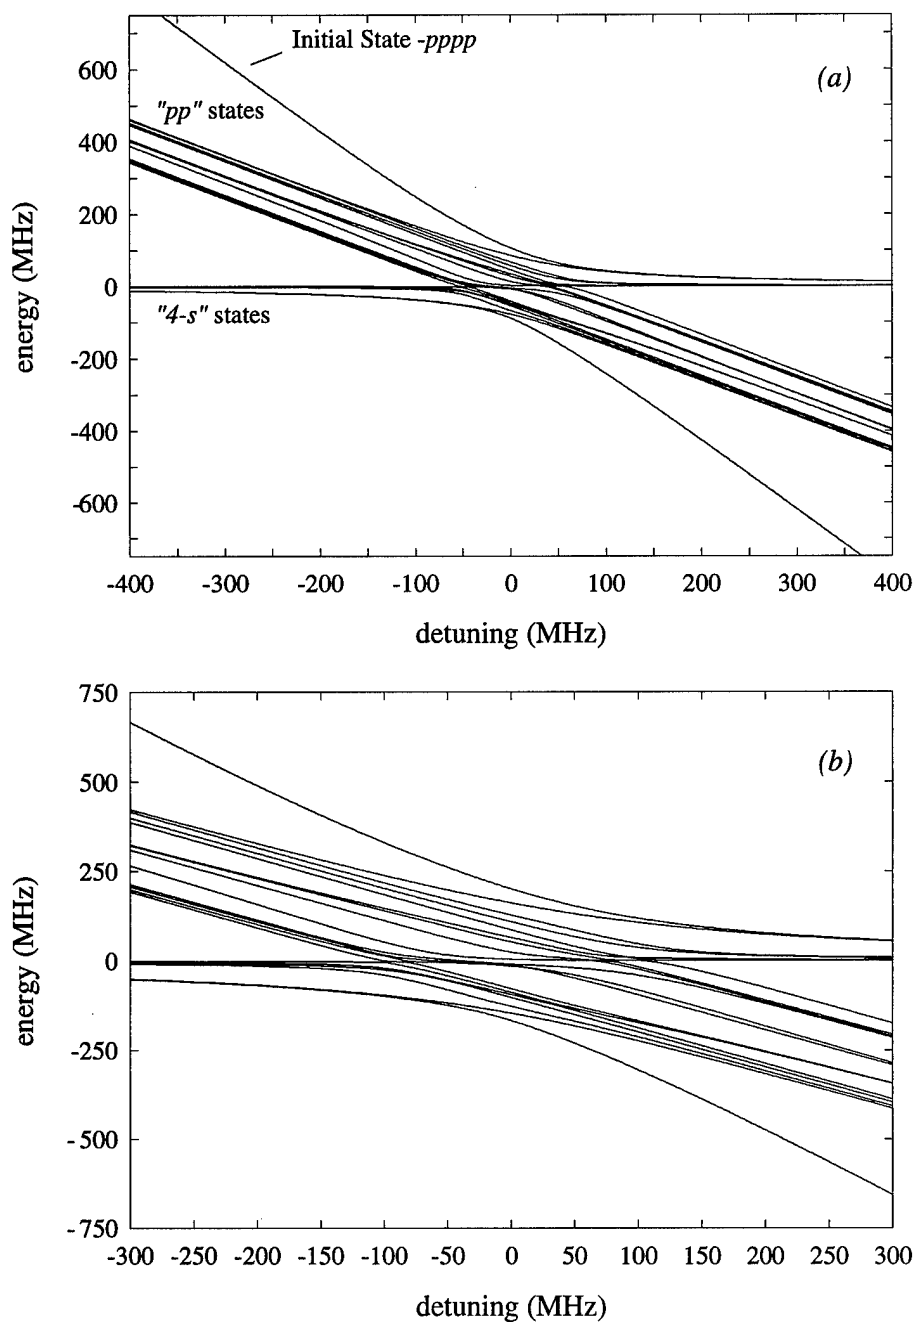 Initial State -pppp
(a)
"pp" states
"4-s" states
600
400
200
0
-200
-400
-600
energy (MHz)
-400 -300 -200 -100 0 100 200 300 400
detuning (MHz)
(b)
750
500
250
0
-250
-500
-750
energy (MHz)
-300 -250 -200 -150 -100 -50 0 50 100 150 200 250 300
detuning (MHz)